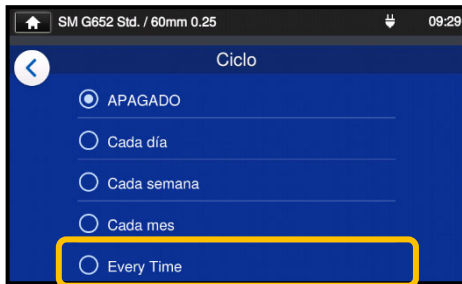 SM G652 Std. / 60mm 0.25 09:29
Ciclo
APAGADO
Cada día
Cada semana
Cada mes
Every Time